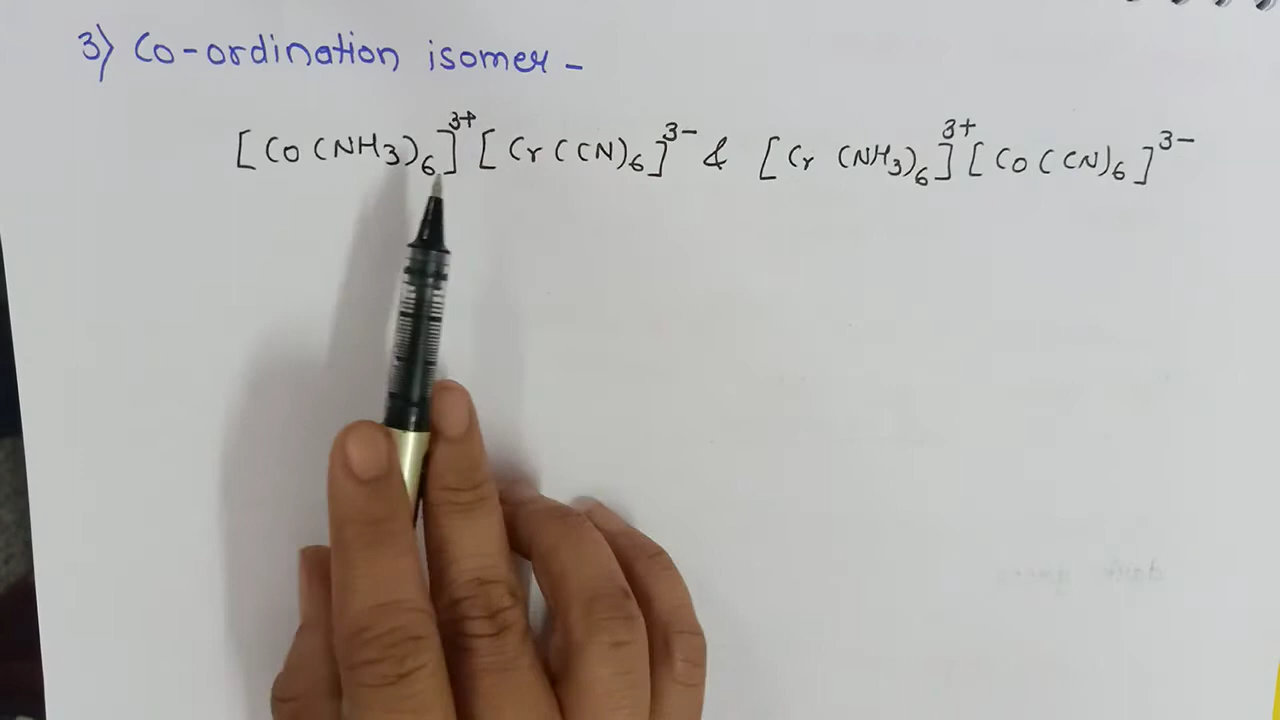 3) Co-ordination isomer -
[Co(NH3)6]3+ [Cr(CN)6]3- & [Cr (NH3)6]3+ [Co(CN)6]3-